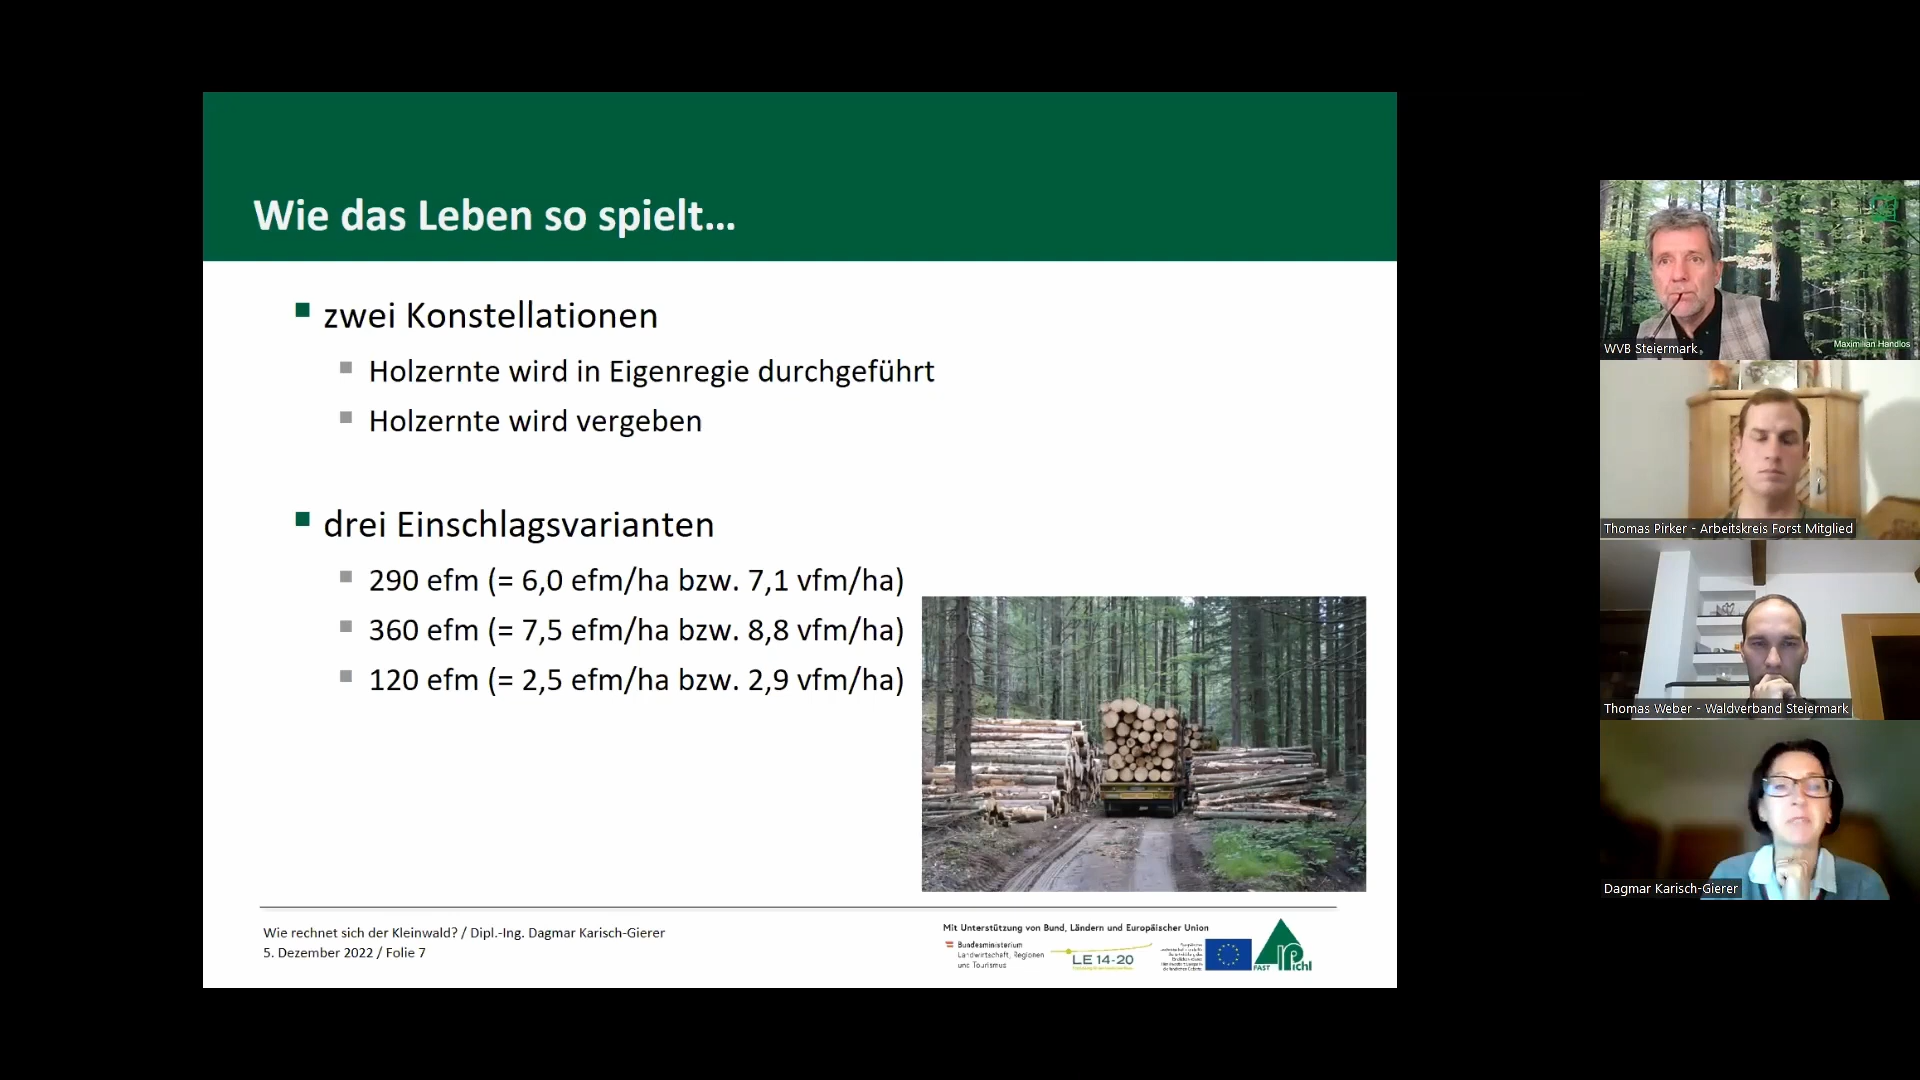 Wie das Leben so spielt...
zwei Konstellationen
Holzernte wird in Eigenregie durchgeführt
Holzernte wird vergeben
drei Einschlagsvarianten
290 efm (= 6,0 efm/ha bzw. 7,1 vfm/ha)
360 efm (= 7,5 efm/ha bzw. 8,8 vfm/ha)
120 efm (= 2,5 efm/ha bzw. 2,9 vfm/ha)
Wie rechnet sich der Kleinwald? / Dipl.-Ing. Dagmar Karisch-Gierer
5. Dezember 2022 / Folie 7
Mit Unterstützung von Bund, Ländern und Europäischer Union
Bundesministerium
Landwirtschaft, Regionen
und Tourismus
LE 14-20
FAST Pichl
Maximilian Handlos
WVB Steiermark
Thomas Pirker - Arbeitskreis Forst Mitglied
Thomas Weber - Waldverband Steiermark
Dagmar Karisch-Gierer